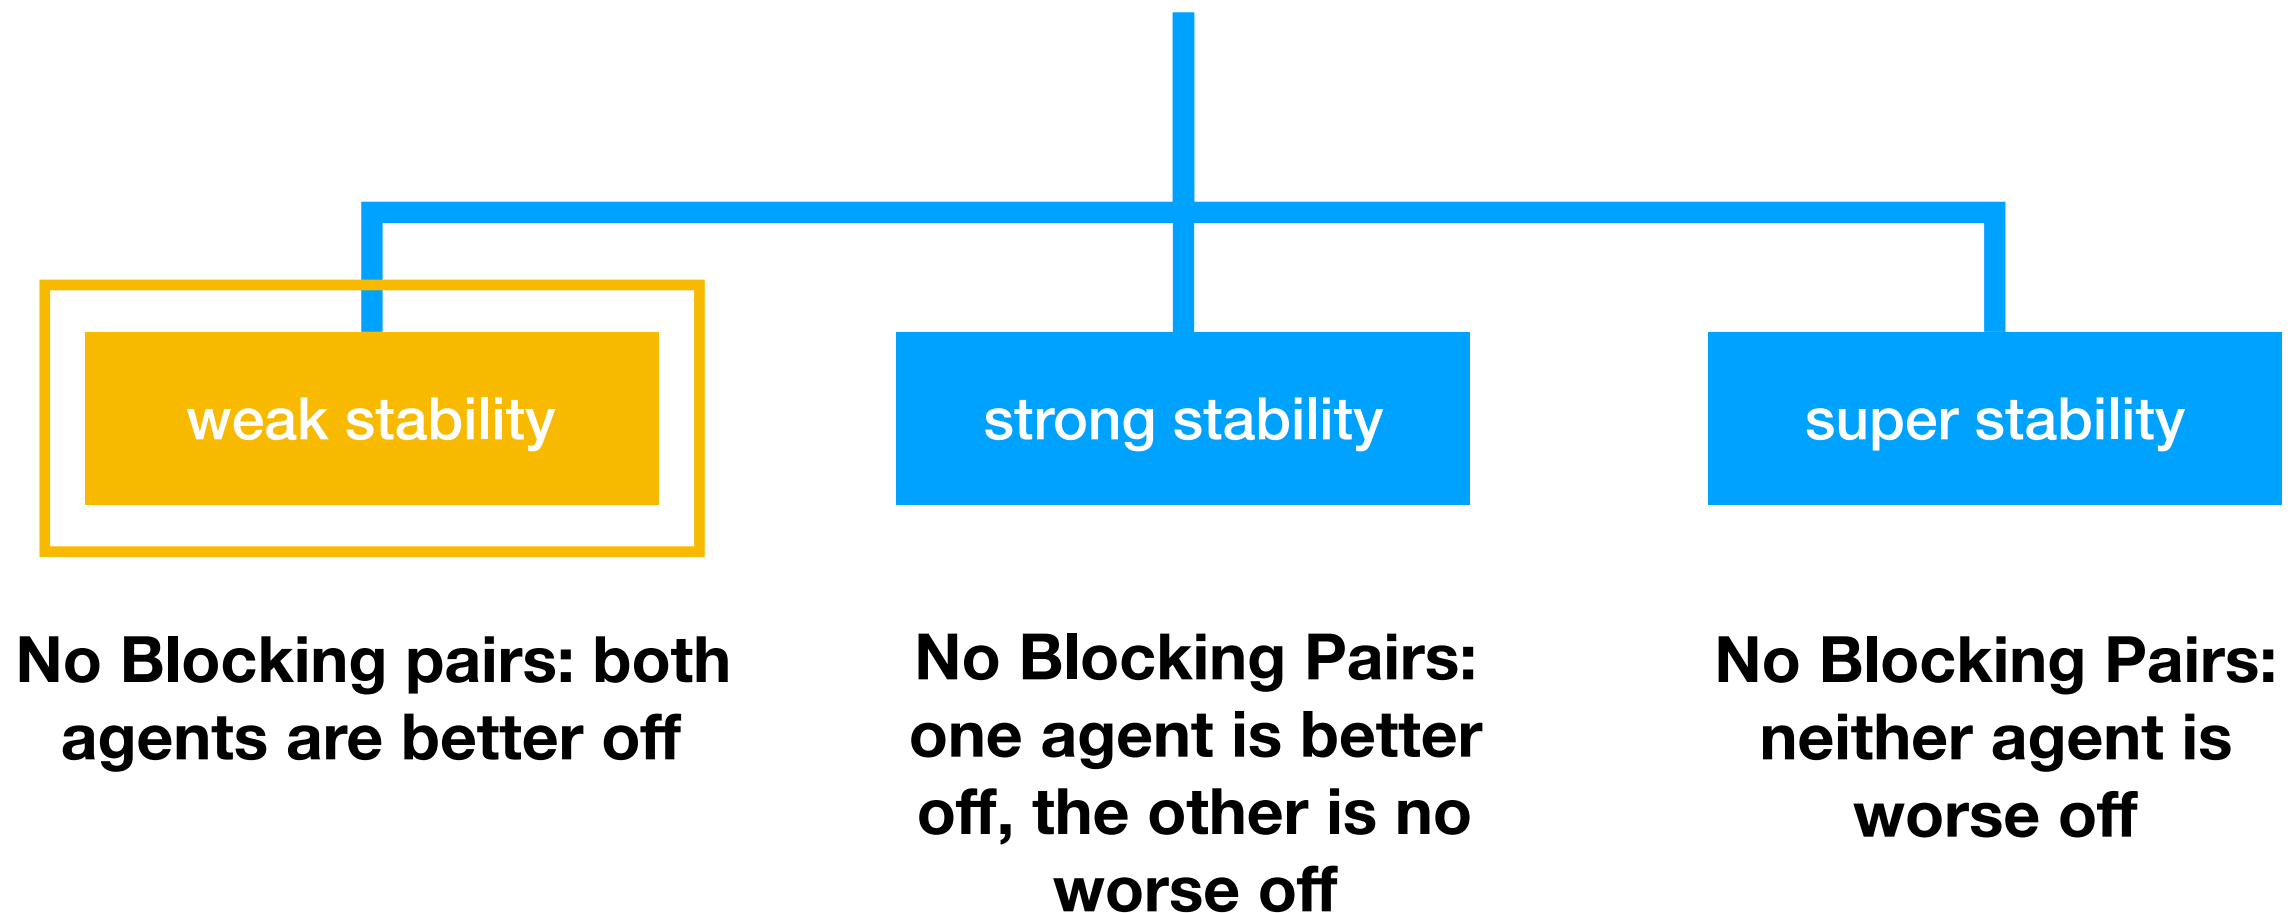 weak stability
strong stability
super stability
No Blocking pairs: both
agents are better off
No Blocking Pairs:
one agent is better
off, the other is no
worse off
No Blocking Pairs:
neither agent is
worse off